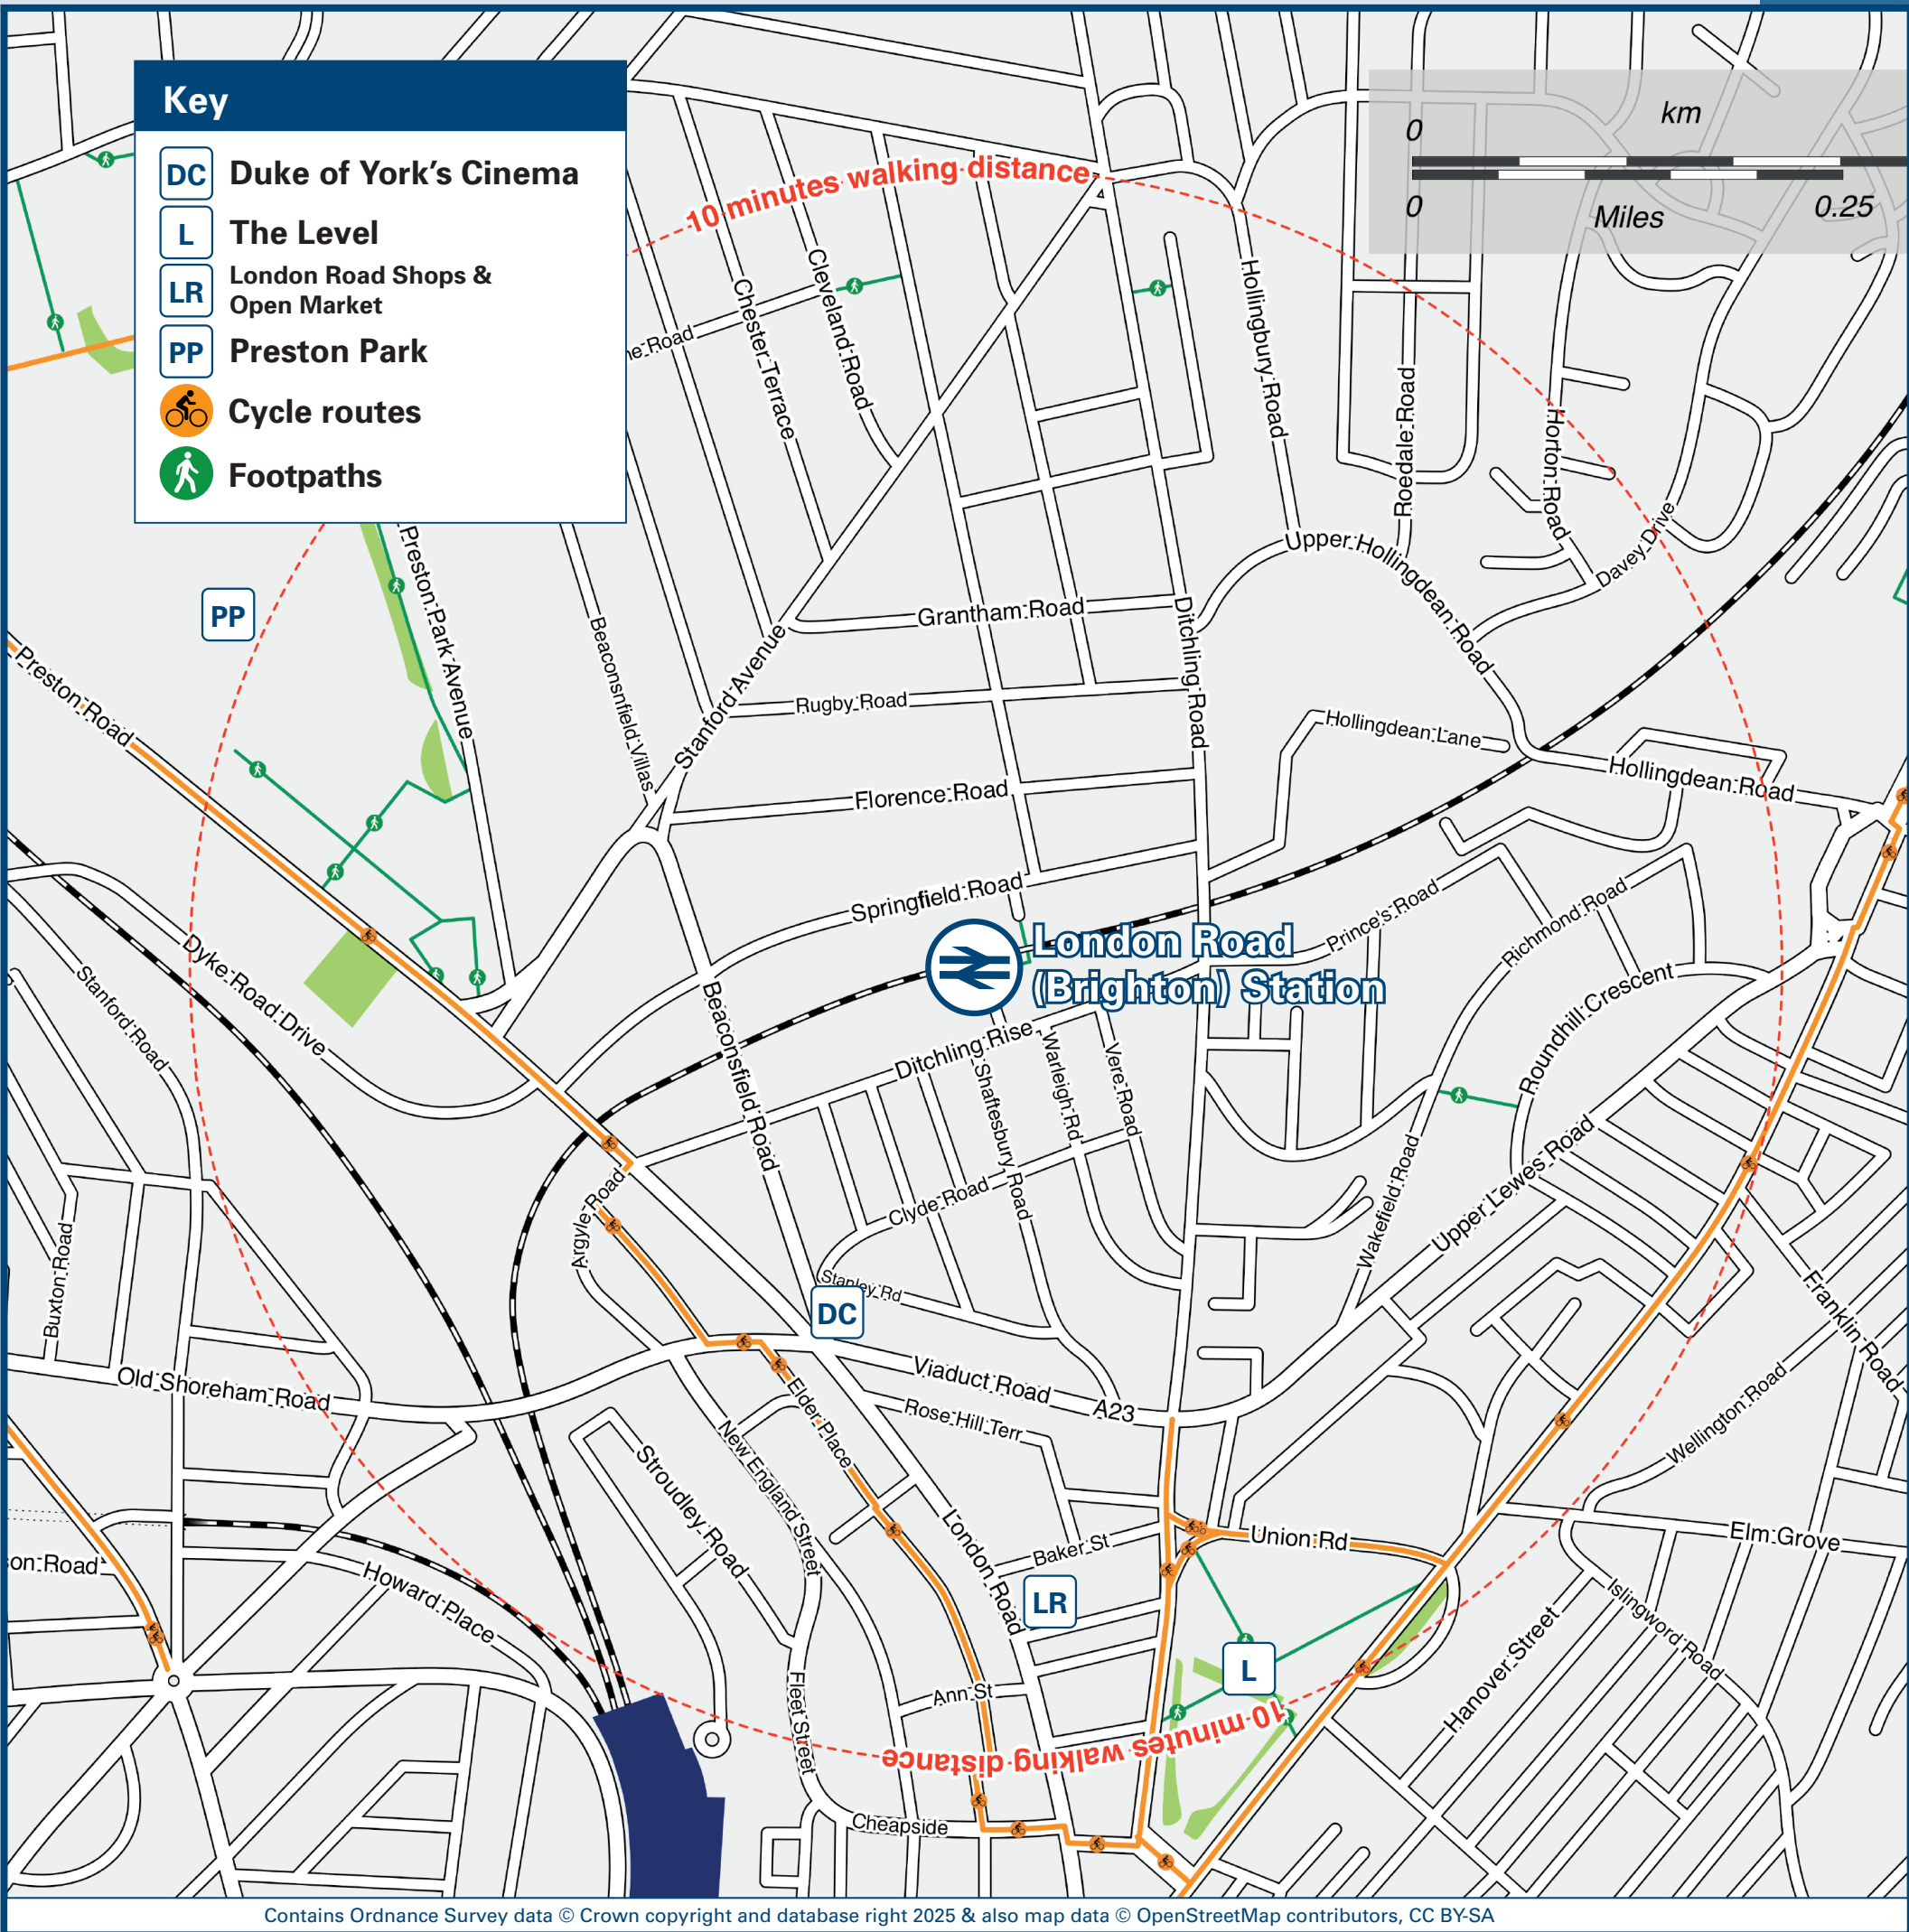 Key
DC Duke of York's Cinema
L The Level
LR London Road Shops &
Open Market
PP Preston Park
Cycle routes
Footpaths
km
0
0
Miles
0.25
10 minutes walking distance
Cleveland Road
Chester Terrace
ne Road
Hollingbury Road
Roedale Road
Horton Road
Davey Drive
Upper Hollingdean Road
Preston Park Avenue
PP
Beaconsnfield Villas
Grantham Road
Ditchling Road
Stanford Avenue
Preston Road
Rugby Road
Hollingdean Lane
Hollingdean Road
Florence Road
Springfield Road
London Road
(Brighton) Station
Prince's Road
Richmond Road
Dyke Road Drive
Stanford Road
Roundhill Crescent
Beaconsfield Road
Ditchling Rise
Warleigh Rd
Vere Road
Shaftesbury Road
Clyde Road
Argyle Road
Wakefield Road
Upper Lewes Road
Buxton Road
Stanley Rd
DC
Franklin Road
Old Shoreham Road
Viaduct Road
A23
Rose Hill Terr
Elder Place
New England Street
Stroudley Road
Wellington Road
London Road
Baker St
Union Rd
Elm Grove
son Road
Howard Place
LR
L
Hanover Street
Islingword Road
Fleet Street
Ann St
10 minutes walking distance
Cheapside
Contains Ordnance Survey data © Crown copyright and database right 2025 & also map data © OpenStreetMap contributors, CC BY-SA